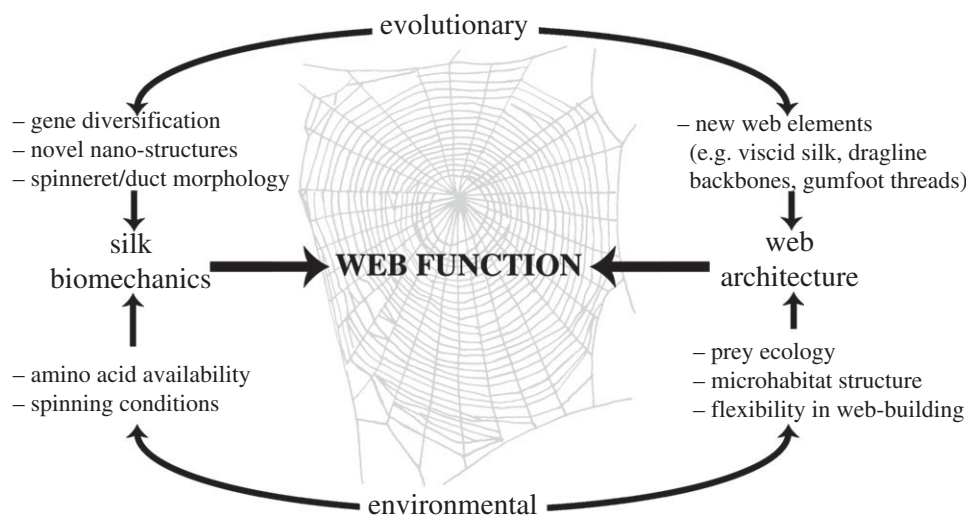 evolutionary
– gene diversification
– novel nano-structures
– spinneret/duct morphology
– new web elements
(e.g. viscid silk, dragline
backbones, gumfoot threads)
silk
biomechanics
WEB FUNCTION
web
architecture
– amino acid availability
– spinning conditions
– prey ecology
– microhabitat structure
– flexibility in web-building
environmental